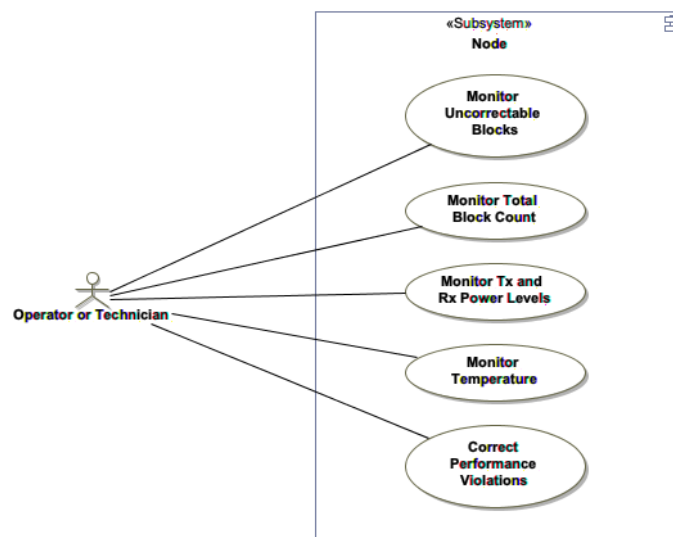 «Subsystem»
Node
Monitor
Uncorrectable
Blocks
Monitor Total
Block Count
Monitor Tx and
Rx Power Levels
Operator or Technician
Monitor
Temperature
Correct
Performance
Violations